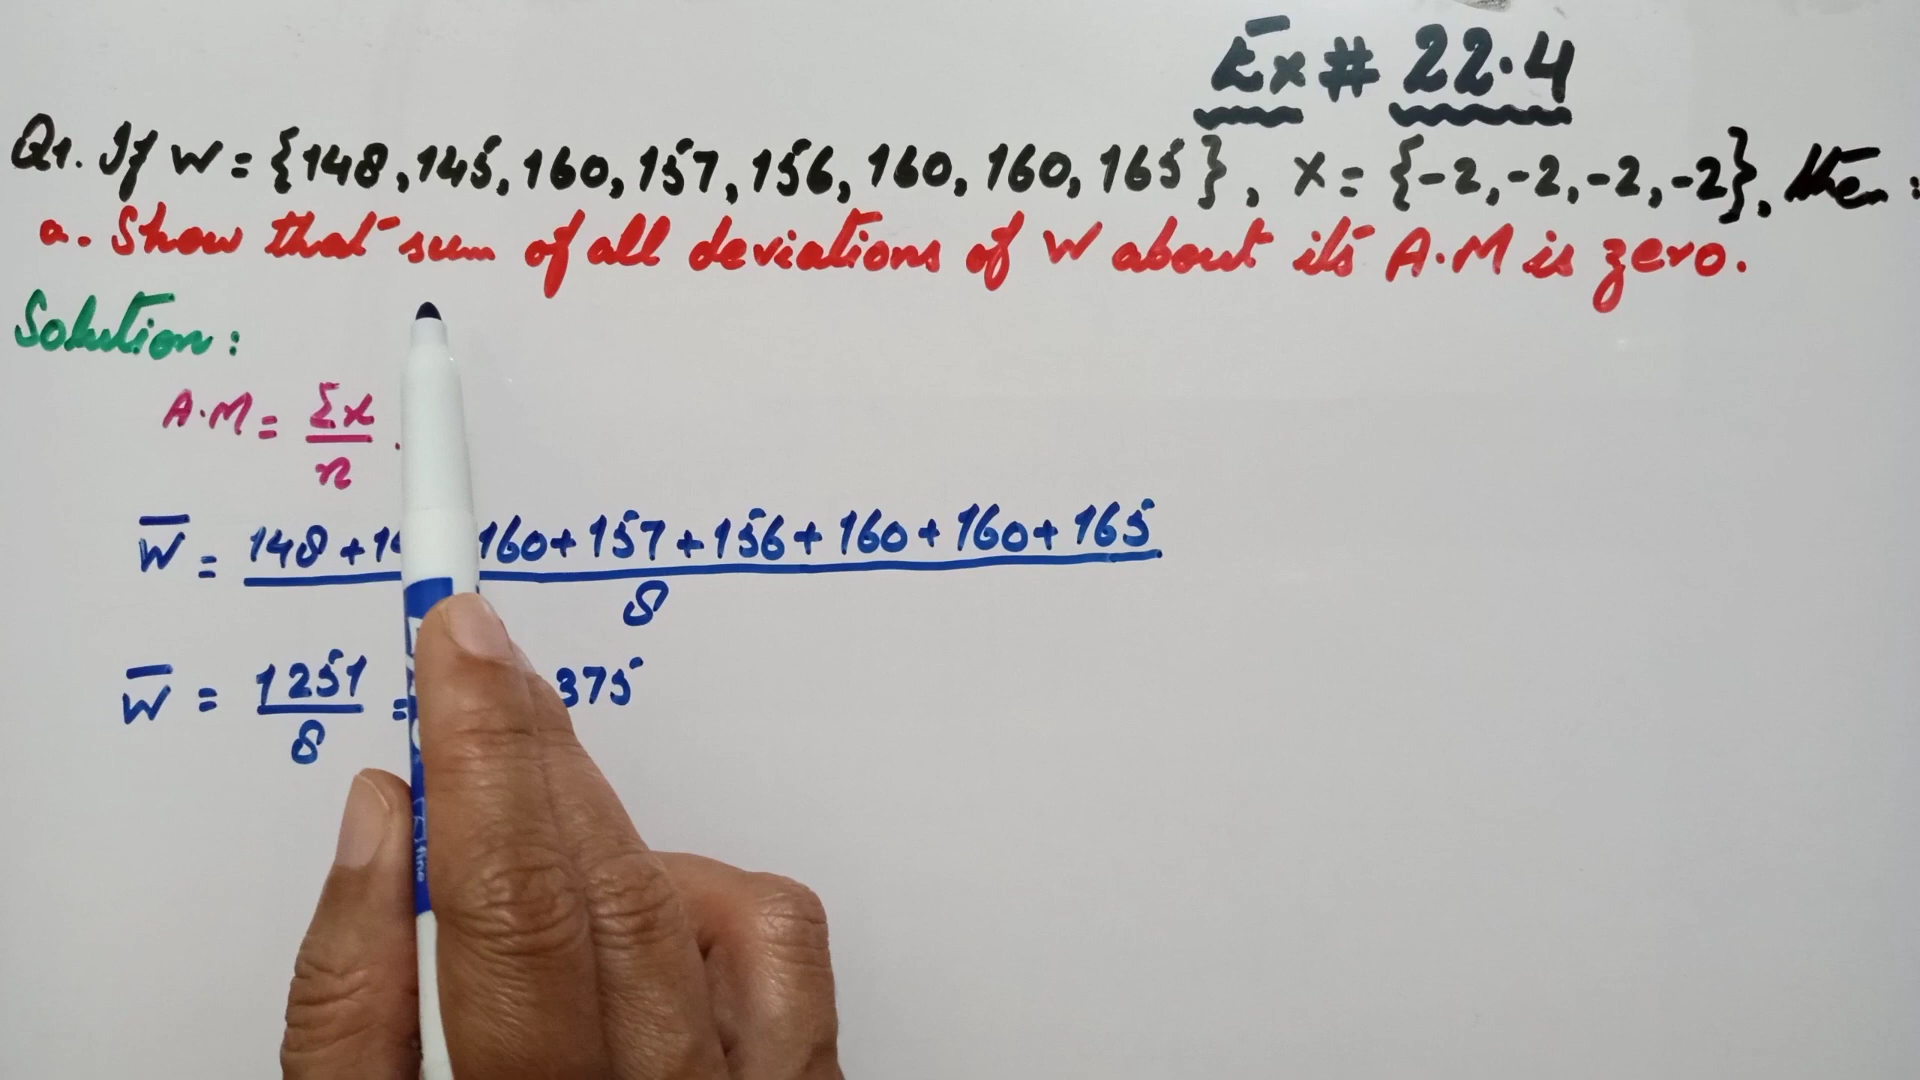 Ex # 22.4
Q1. If W = {148, 145, 160, 157, 156, 160, 160, 165}, X = {-2, -2, -2, -2}, then :
a. Show that sum of all deviations of W about its A.M is zero.
Solution:
A.M = Σx
n
W̅ = 148 + 160 + 157 + 156 + 160 + 160 + 165
8
W̅ = 1251 = 375
8
fine